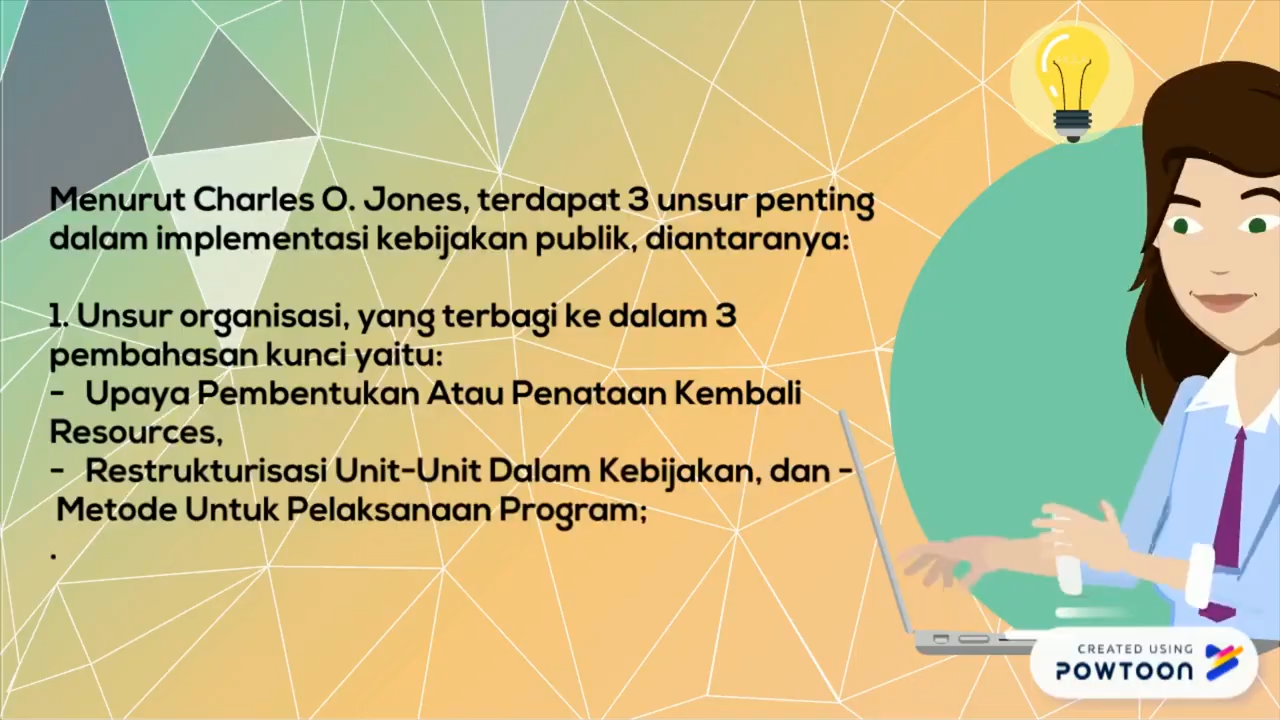 Menurut Charles O. Jones, terdapat 3 unsur penting
dalam implementasi kebijakan publik, diantaranya:
1. Unsur organisasi, yang terbagi ke dalam 3
pembahasan kunci yaitu:
- Upaya Pembentukan Atau Penataan Kembali
Resources,
- Restrukturisasi Unit-Unit Dalam Kebijakan, dan -
Metode Untuk Pelaksanaan Program;
.
CREATED USING
POWTOON